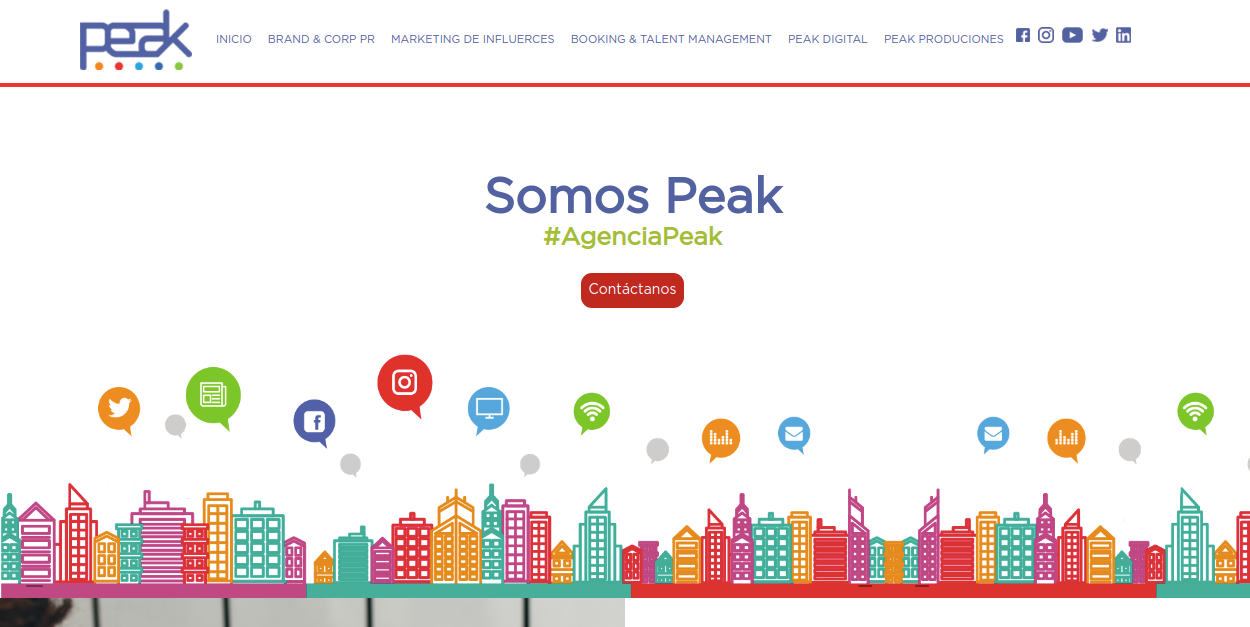 peak
INICIO BRAND & CORP PR MARKETING DE INFLUERCES BOOKING & TALENT MANAGEMENT PEAK DIGITAL PEAK PRODUCIONES
Somos Peak
#AgenciaPeak
Contáctanos